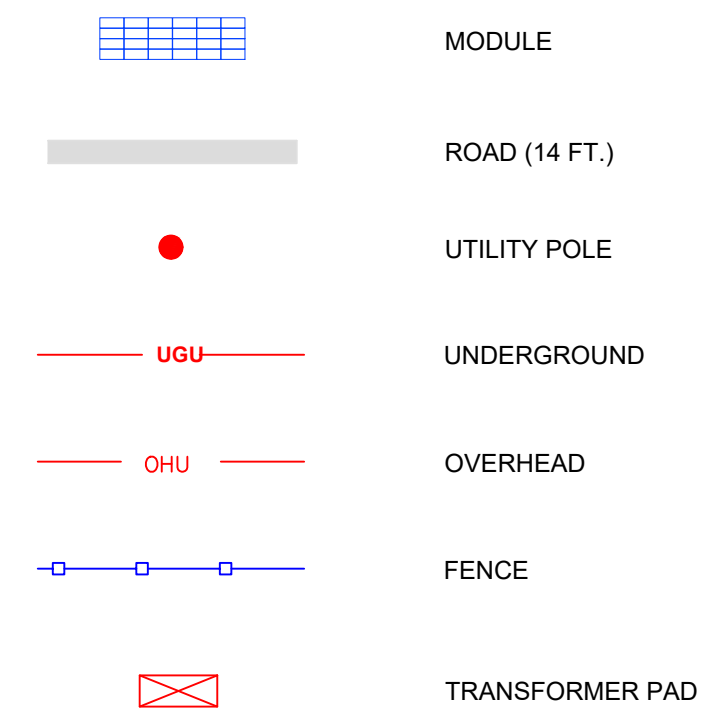 MODULE
ROAD (14 FT.)
UTILITY POLE
UGU UNDERGROUND
OHU OVERHEAD
FENCE
TRANSFORMER PAD